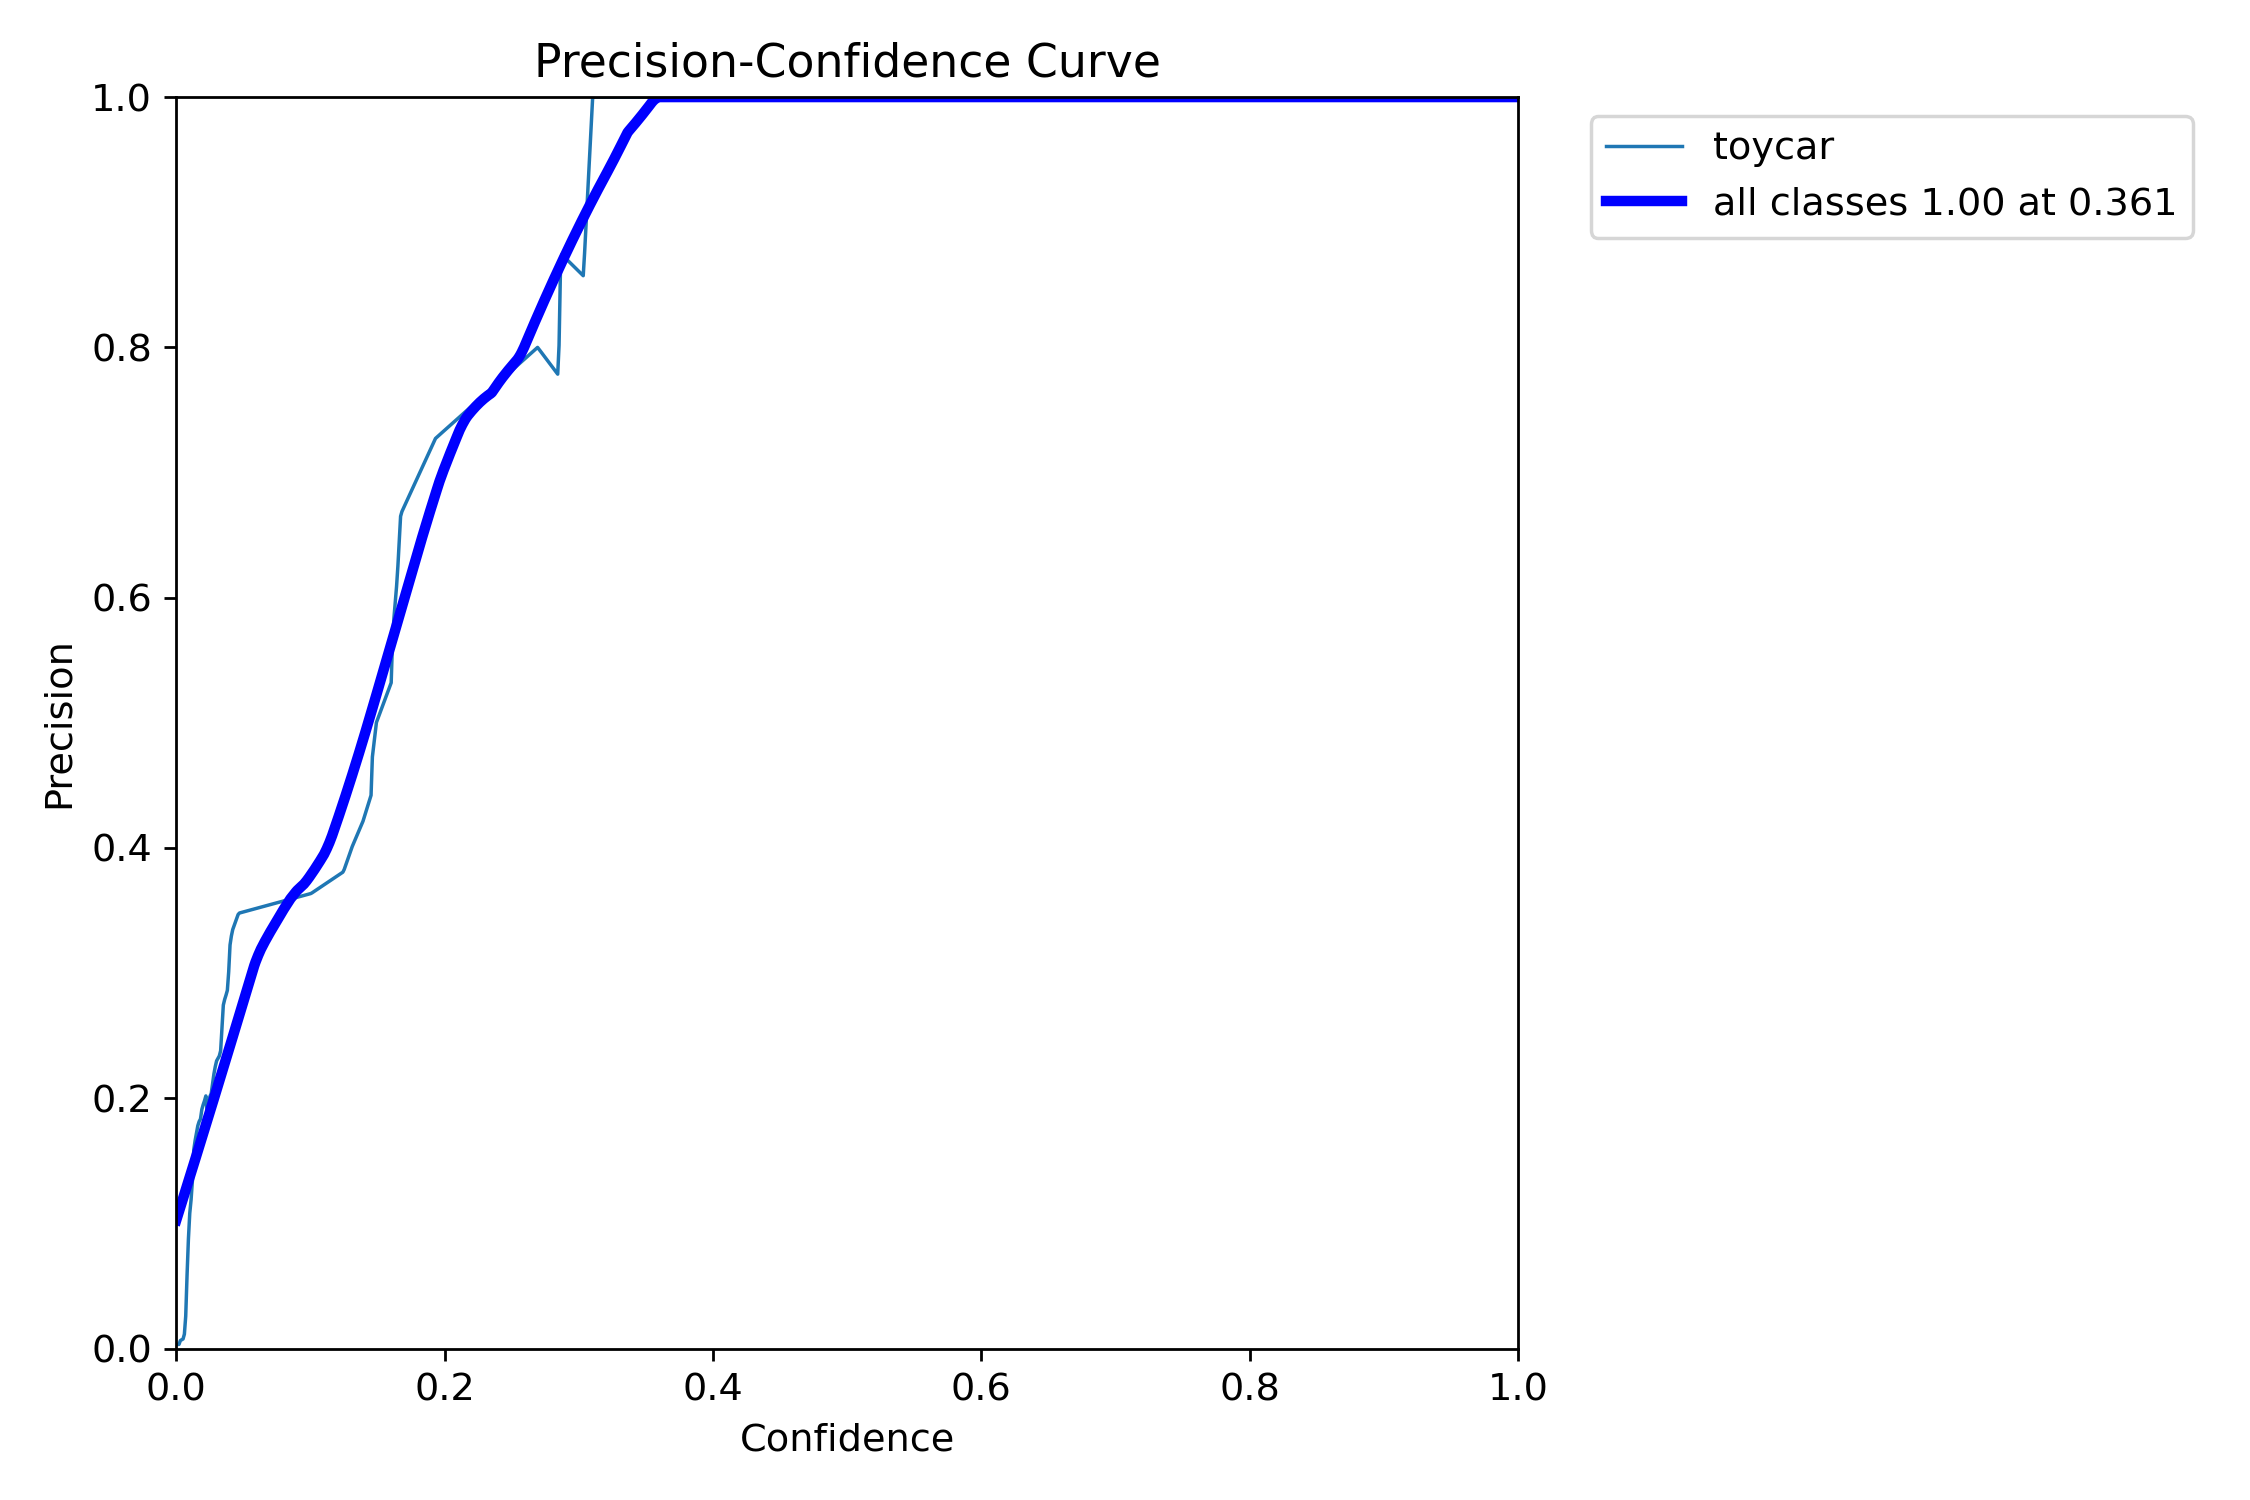 Precision-Confidence Curve
1.0
0.8
0.6
0.4
0.2
0.0
Precision
0.0 0.2 0.4 0.6 0.8 1.0
Confidence
toycar
all classes 1.00 at 0.361